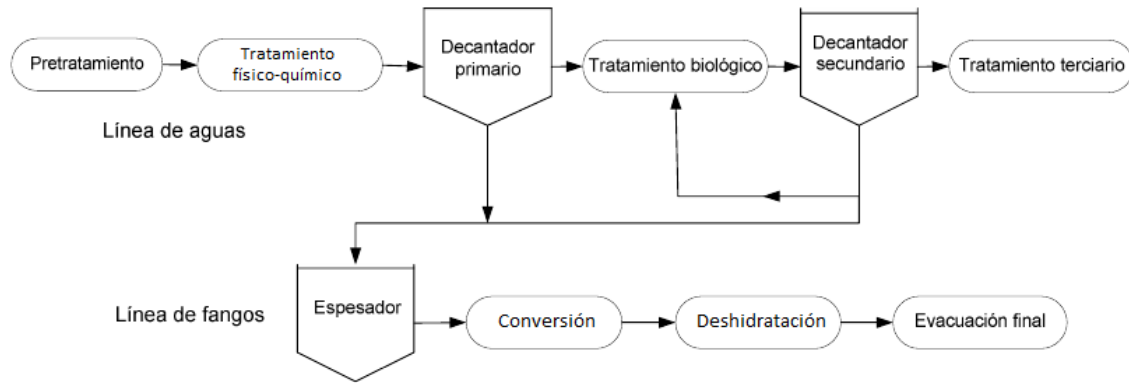 Pretratamiento
Tratamiento
físico-químico
Decantador
primario
Tratamiento biológico
Decantador
secundario
Tratamiento terciario
Línea de aguas
Línea de fangos
Espesador
Conversión
Deshidratación
Evacuación final